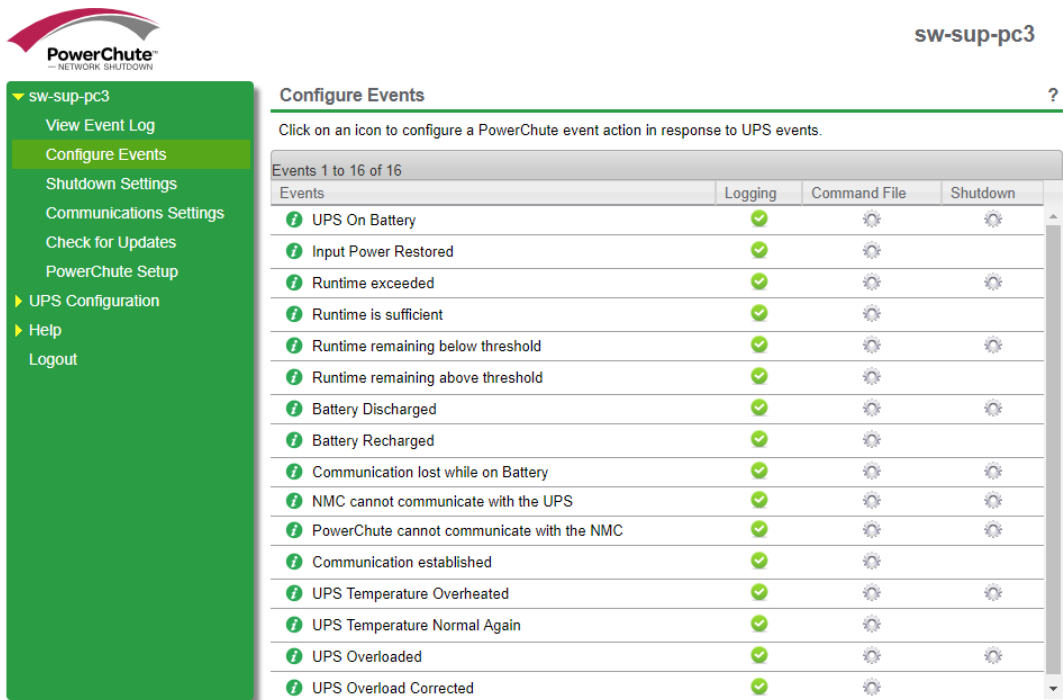 PowerChute™
— NETWORK SHUTDOWN
sw-sup-pc3
sw-sup-pc3
View Event Log
Configure Events
Shutdown Settings
Communications Settings
Check for Updates
PowerChute Setup
UPS Configuration
Help
Logout
Configure Events ?
Click on an icon to configure a PowerChute event action in response to UPS events.
Events 1 to 16 of 16
Events Logging Command File Shutdown
UPS On Battery
Input Power Restored
Runtime exceeded
Runtime is sufficient
Runtime remaining below threshold
Runtime remaining above threshold
Battery Discharged
Battery Recharged
Communication lost while on Battery
NMC cannot communicate with the UPS
PowerChute cannot communicate with the NMC
Communication established
UPS Temperature Overheated
UPS Temperature Normal Again
UPS Overloaded
UPS Overload Corrected